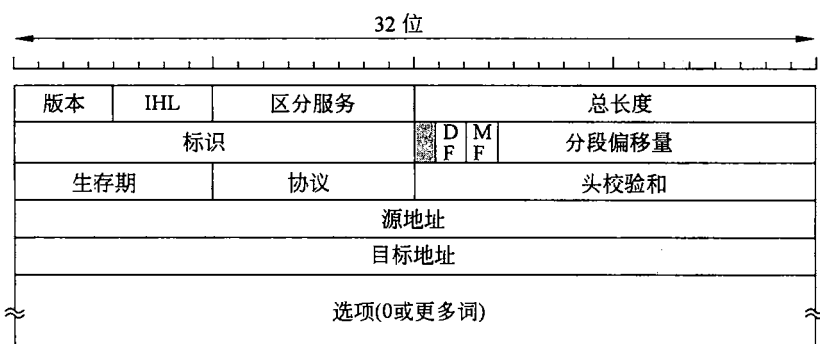 32 位
版本 IHL 区分服务 总长度
标识 DF MF 分段偏移量
生存期 协议 头校验和
源地址
目标地址
选项(0或更多词)